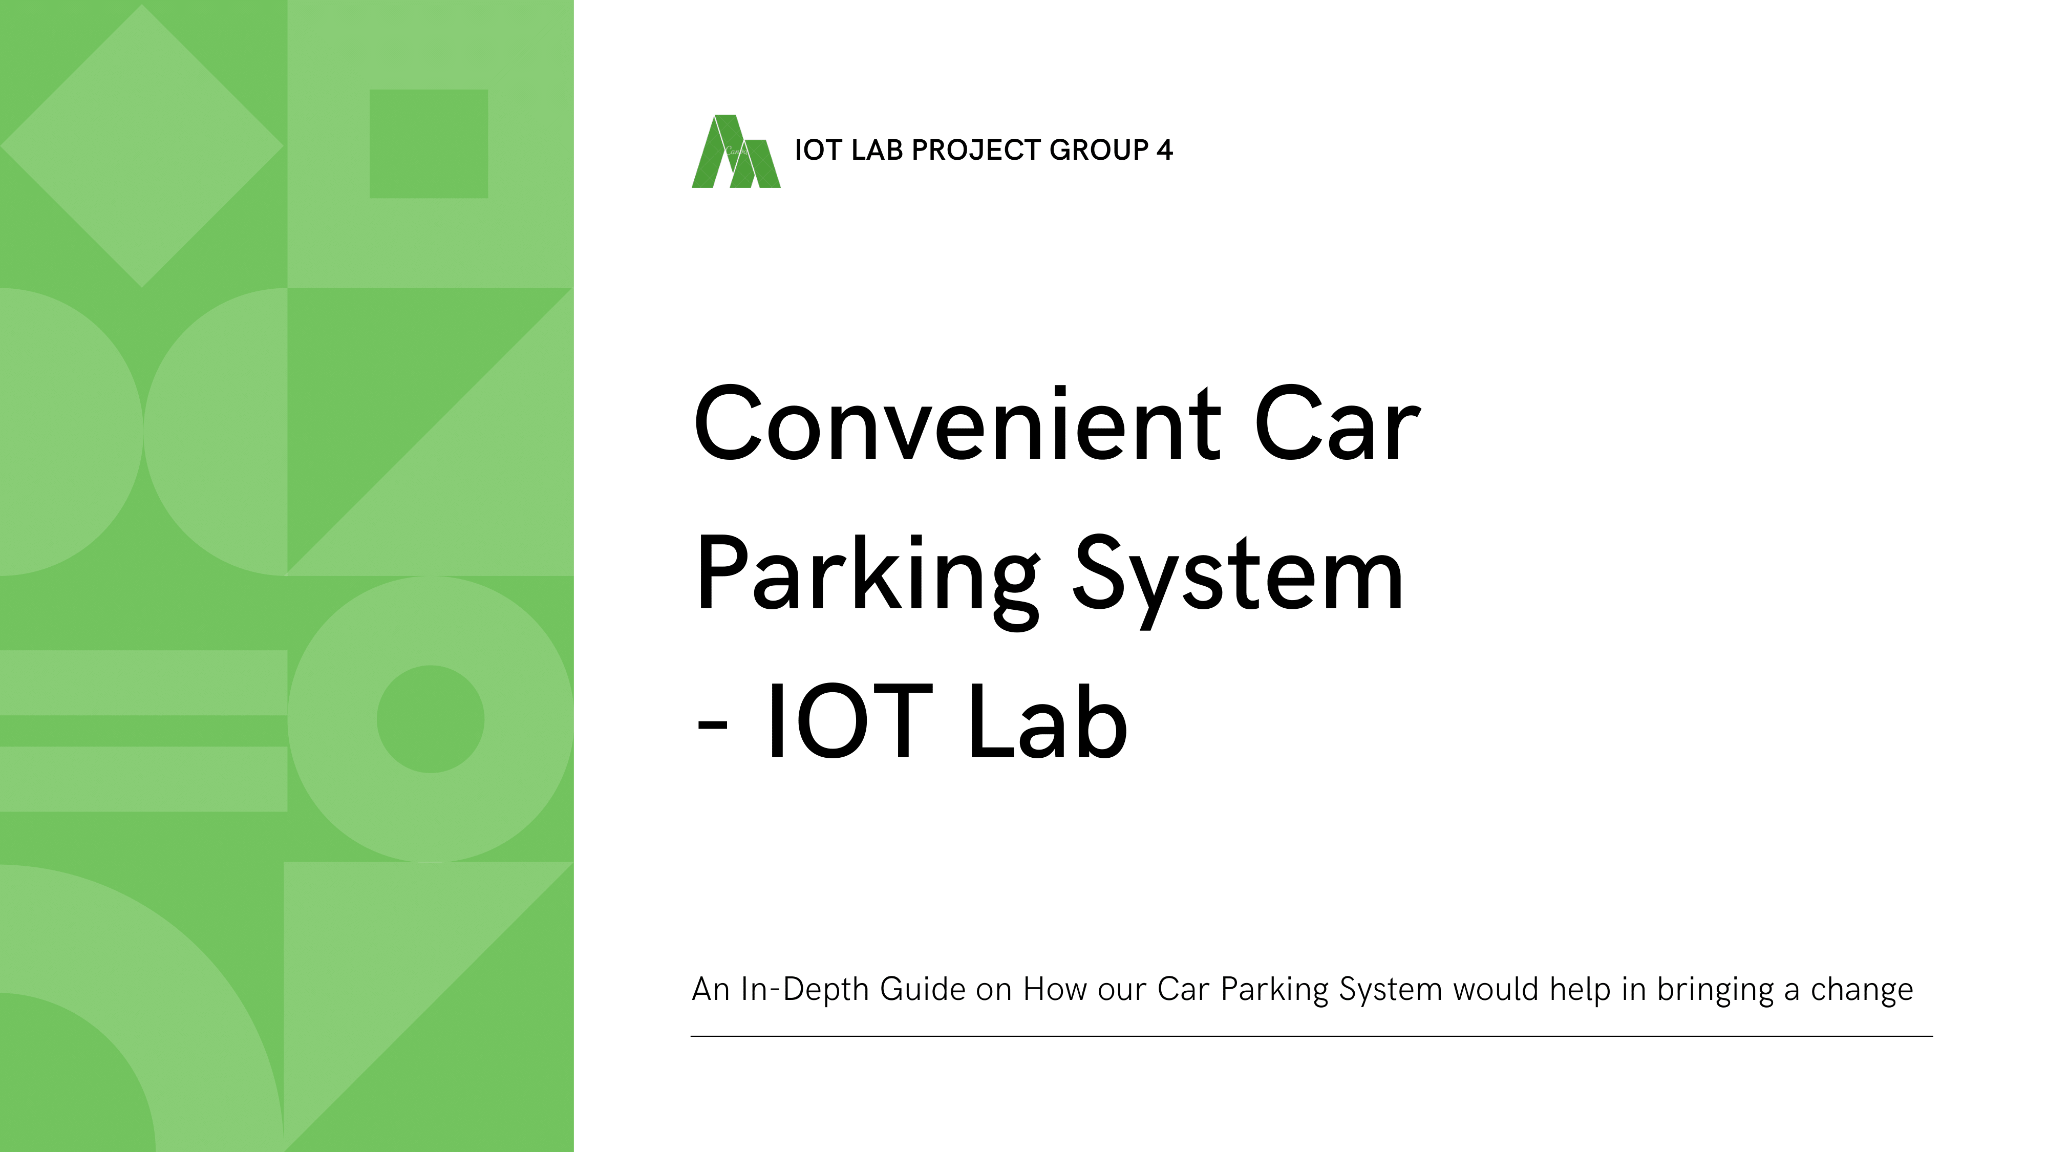 IOT LAB PROJECT GROUP 4
Convenient Car
Parking System
- IOT Lab
An In-Depth Guide on How our Car Parking System would help in bringing a change